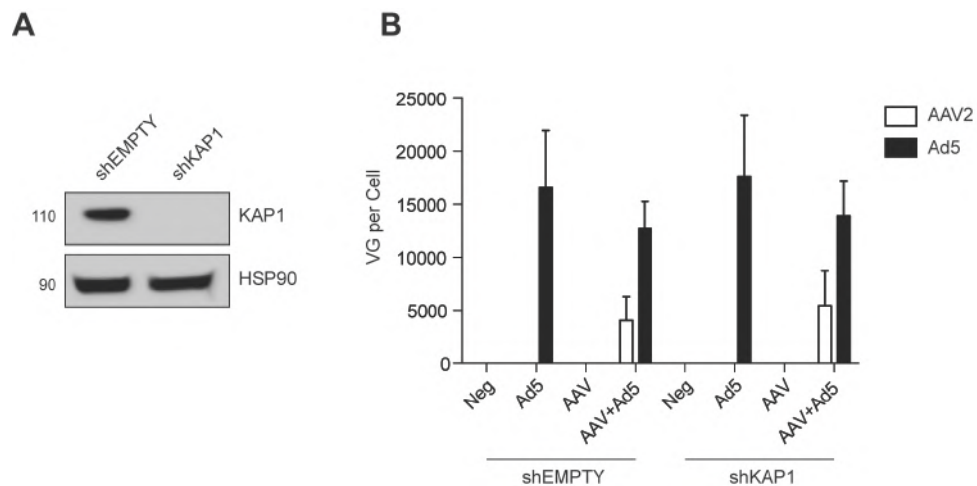 A
shEMPTY
shKAP1
110
KAP1
90
HSP90
B
25000
20000
15000
10000
5000
0
VG per Cell
AAV2
Ad5
Neg
Ad5
AAV
AAV+Ad5
Neg
Ad5
AAV
AAV+Ad5
shEMPTY
shKAP1